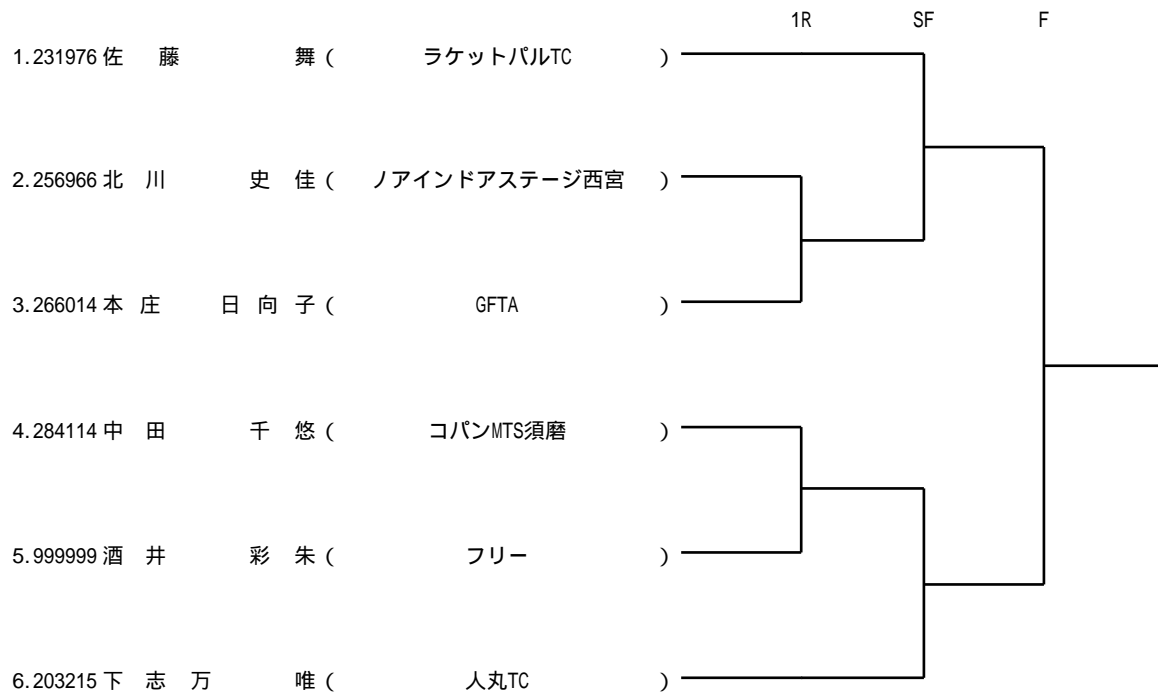 1R SF F
1.231976 佐 藤 舞 ( ラケットパルTC )
2.256966 北 川 史 佳 ( ノアインドアステージ西宮 )
3.266014 本 庄 日 向 子 ( GFTA )
4.284114 中 田 千 悠 ( コパンMTS須磨 )
5.999999 酒 井 彩 朱 ( フリー )
6.203215 下 志 万 唯 ( 人丸TC )